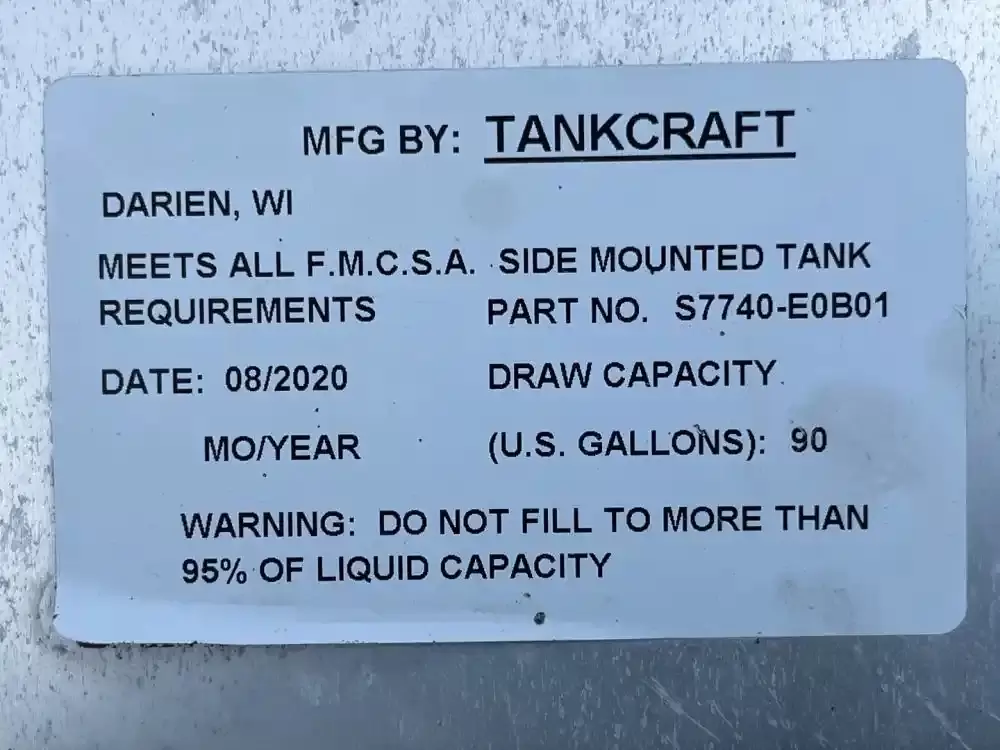 MFG BY: TANKCRAFT
DARIEN, WI
MEETS ALL F.M.C.S.A. SIDE MOUNTED TANK
REQUIREMENTS PART NO. S7740-E0B01
DATE: 08/2020 DRAW CAPACITY
MO/YEAR (U.S. GALLONS): 90
WARNING: DO NOT FILL TO MORE THAN
95% OF LIQUID CAPACITY